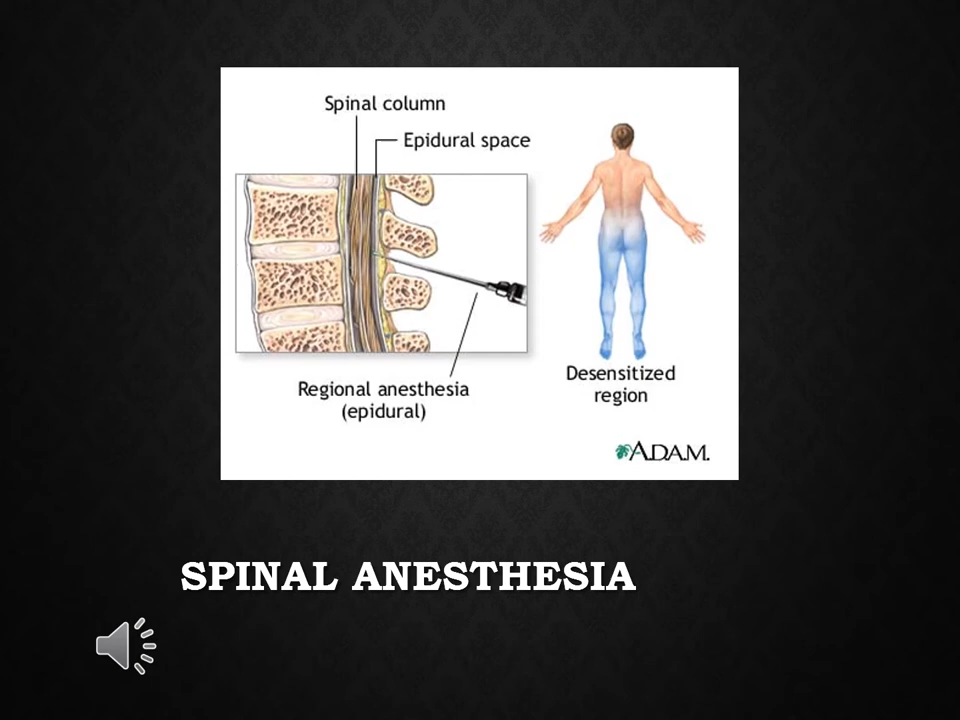 Spinal column
Epidural space
Regional anesthesia
(epidural)
Desensitized
region
A.D.A.M.
SPINAL ANESTHESIA